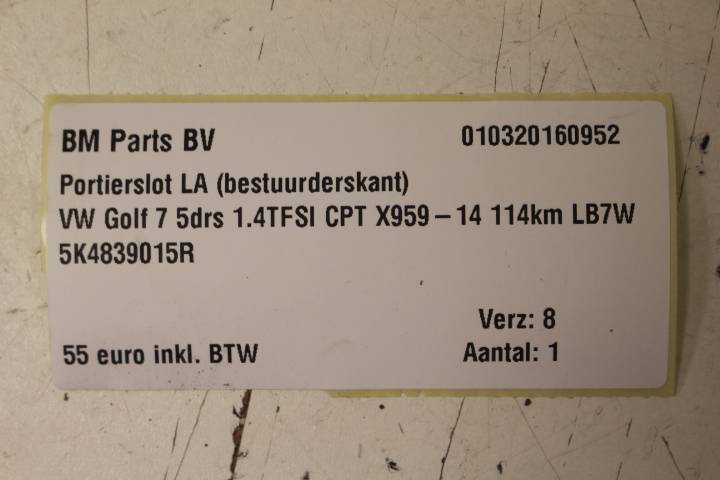 BM Parts BV 010320160952
Portierslot LA (bestuurderskant)
VW Golf 7 5drs 1.4TFSI CPT X959-14 114km LB7W
5K4839015R
Verz: 8
55 euro inkl. BTW Aantal: 1